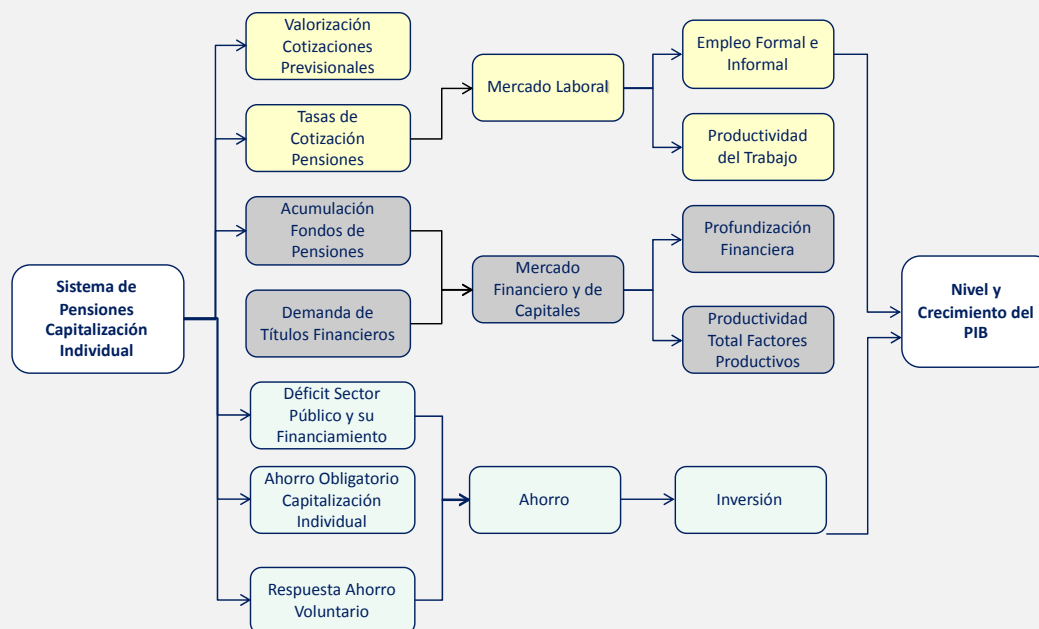 Valorización
Cotizaciones
Previsionales
Tasas de
Cotización
Pensiones
Mercado Laboral
Empleo Formal e
Informal
Productividad
del Trabajo
Acumulación
Fondos de
Pensiones
Demanda de
Títulos Financieros
Mercado
Financiero y de
Capitales
Profundización
Financiera
Productividad
Total Factores
Productivos
Sistema de
Pensiones
Capitalización
Individual
Nivel y
Crecimiento del
PIB
Déficit Sector
Público y su
Financiamiento
Ahorro Obligatorio
Capitalización
Individual
Respuesta Ahorro
Voluntario
Ahorro
Inversión